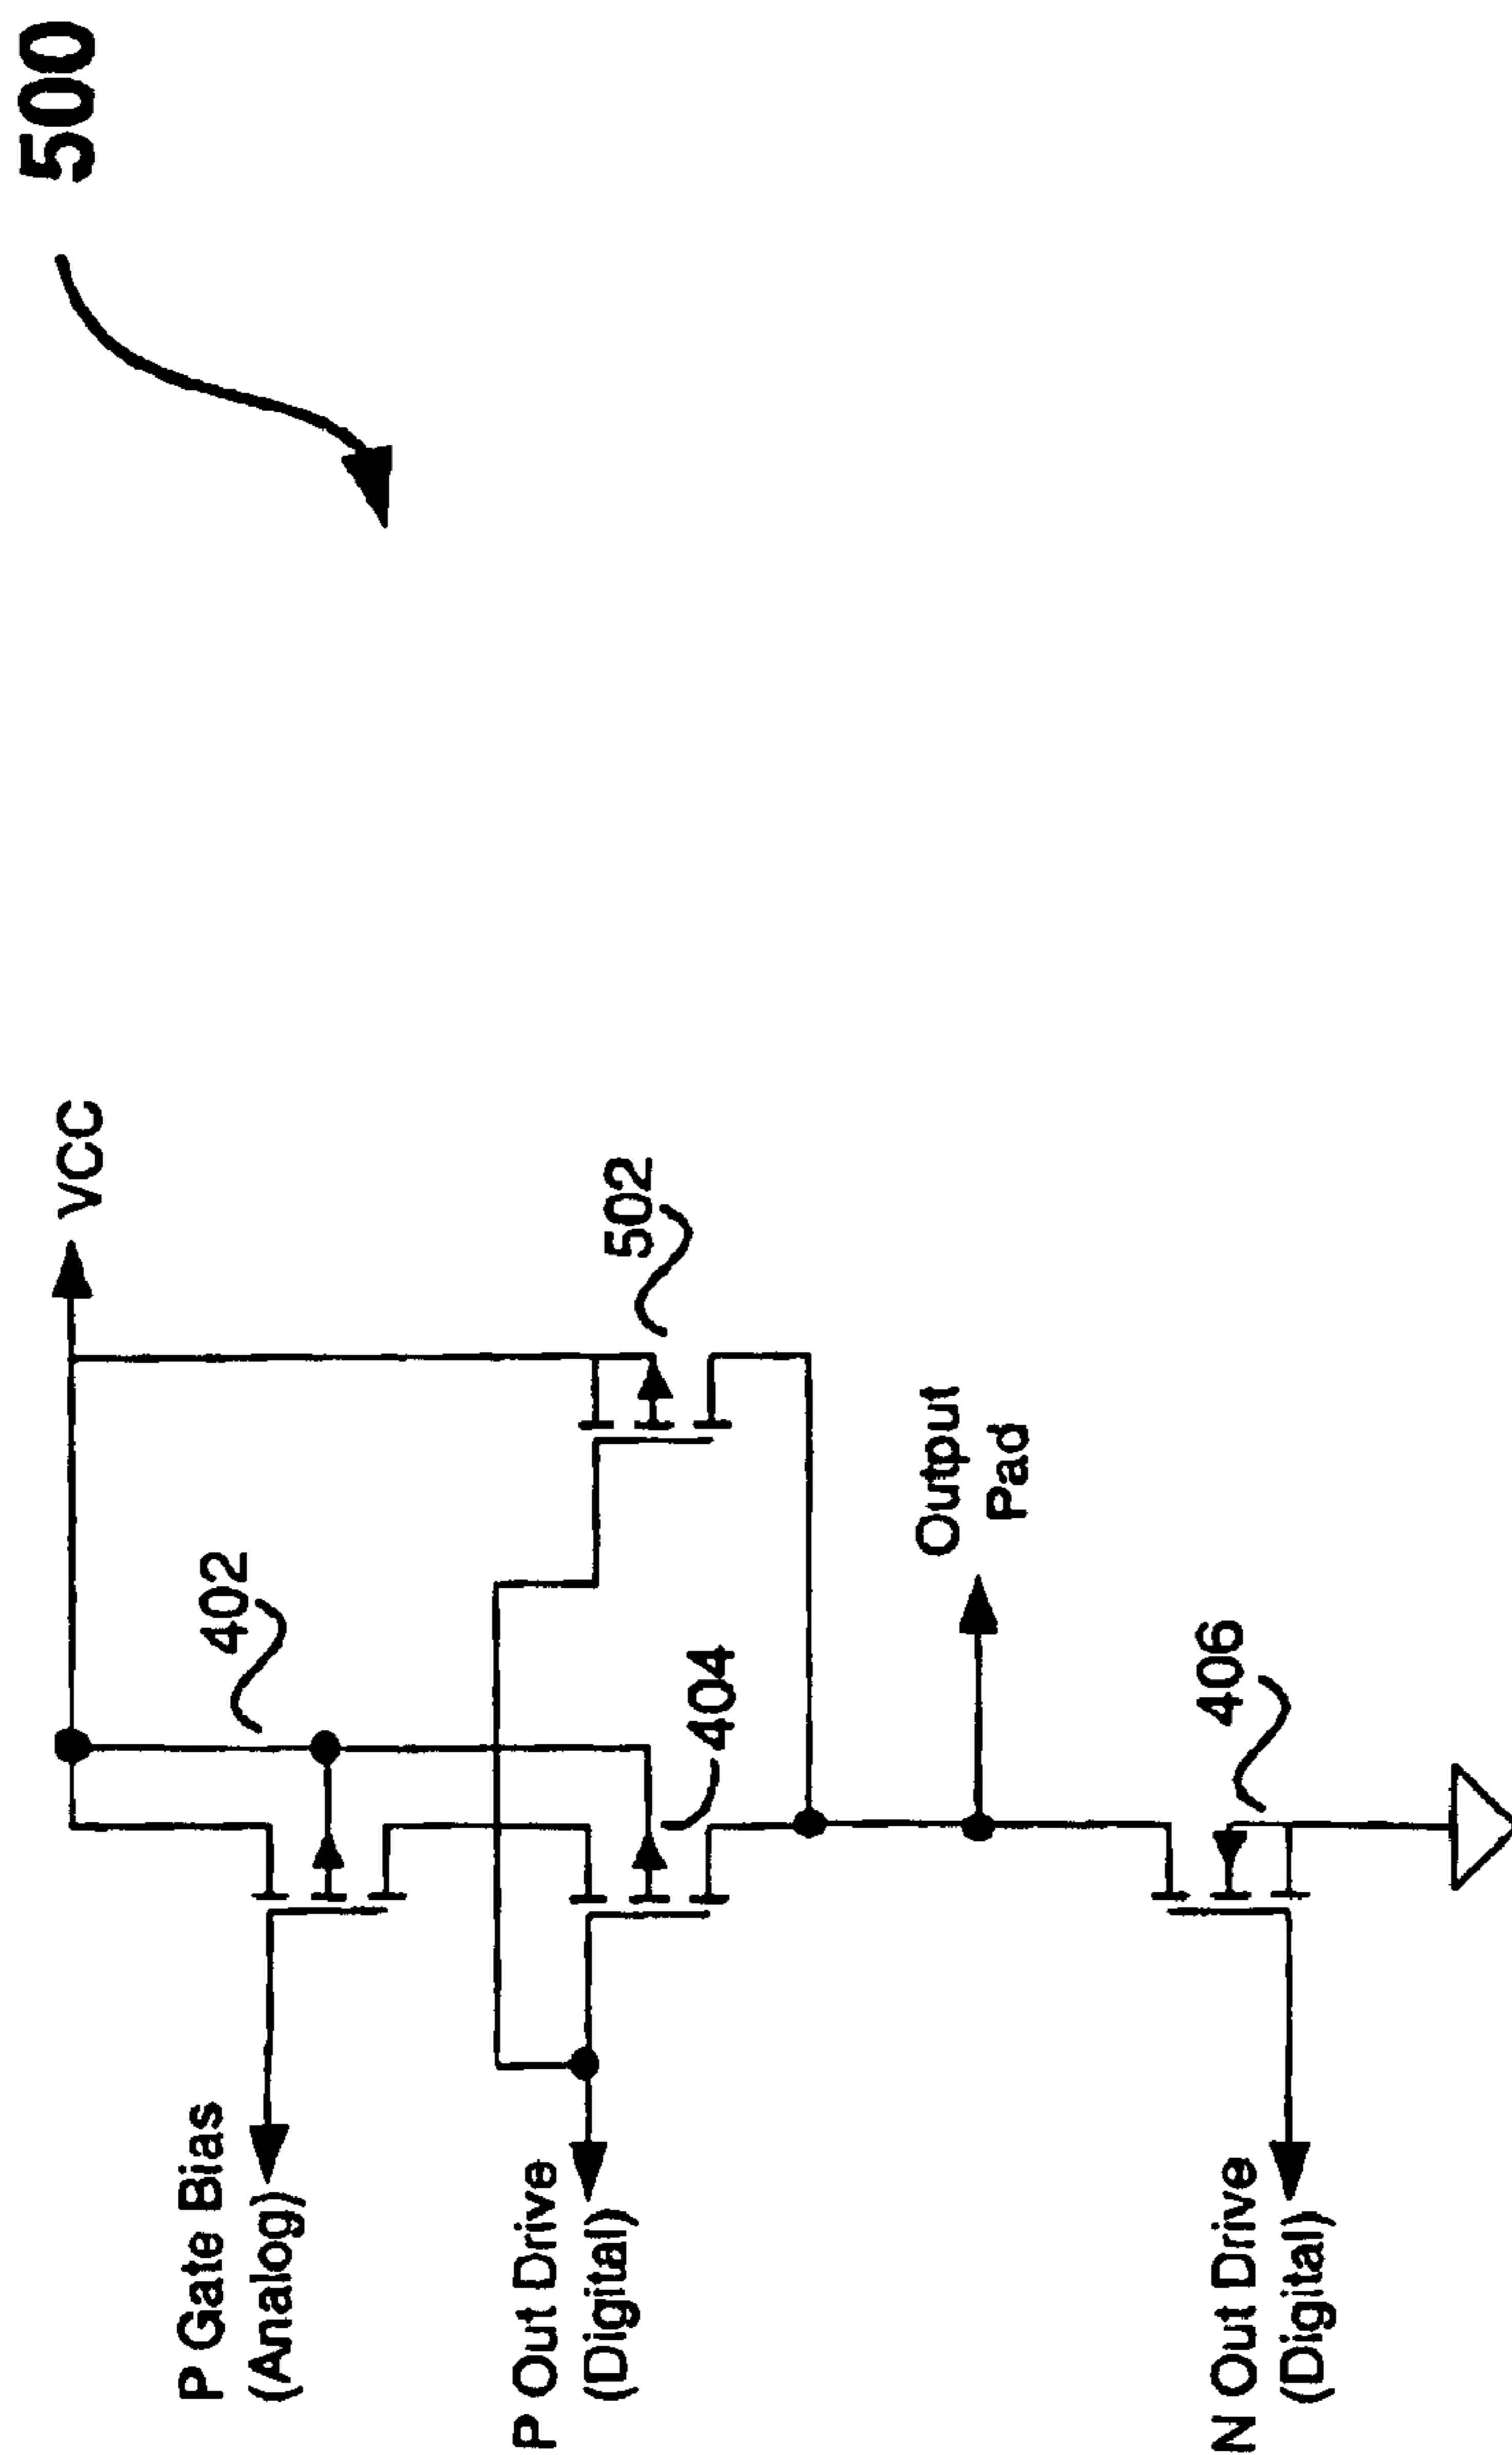 500
VCC
402
502
404
P Gate Bias
(Analog)
P Out Drive
(Digital)
Output
Pad
406
N Out Drive
(Digital)